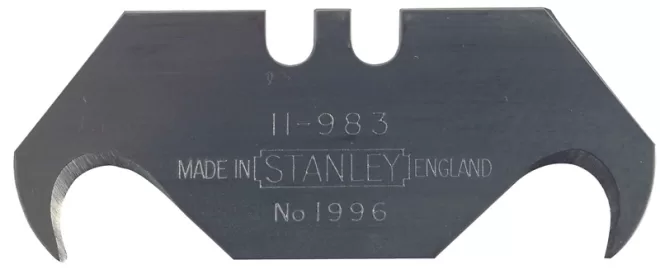 11-983
MADE IN STANLEY ENGLAND
No 1996